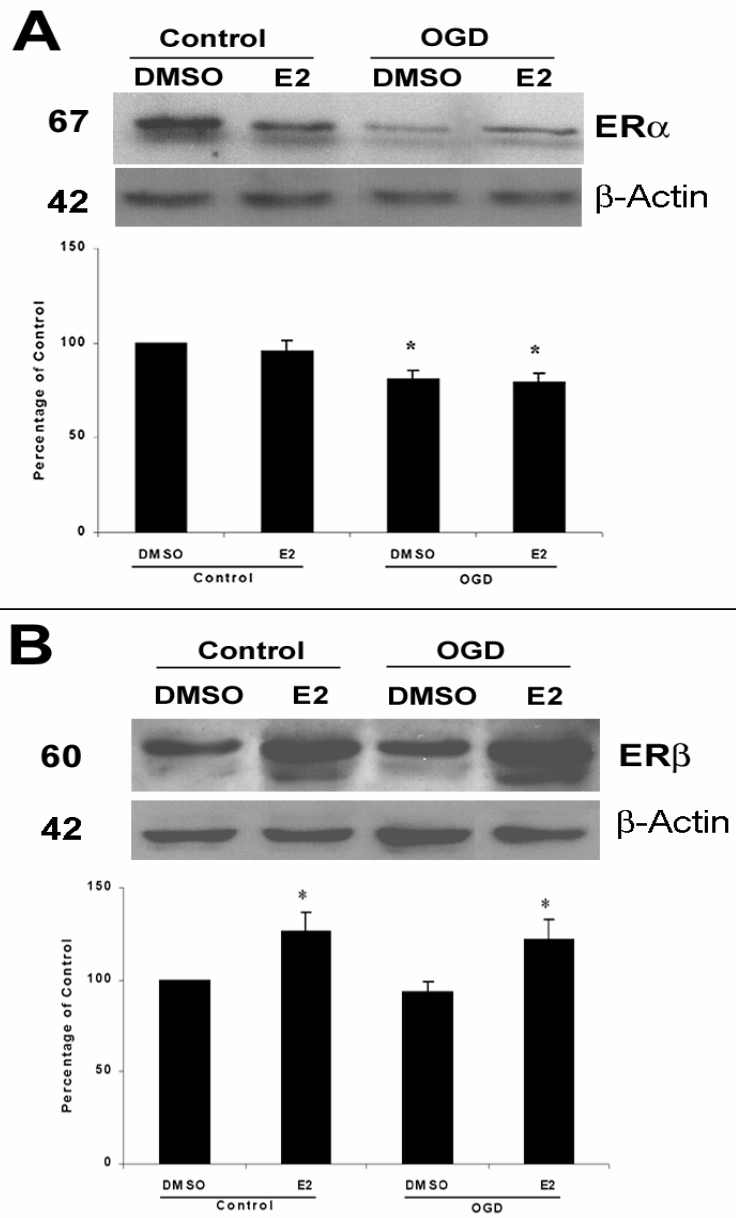 A
Control OGD
DMSO E2 DMSO E2
67 ERα
42 β-Actin
150
100
50
0
Percentage of Control
* *
DMSO E2 DMSO E2
Control OGD
B
Control OGD
DMSO E2 DMSO E2
60 ERβ
42 β-Actin
150
100
50
0
Percentage of Control
* *
DMSO E2 DMSO E2
Control OGD